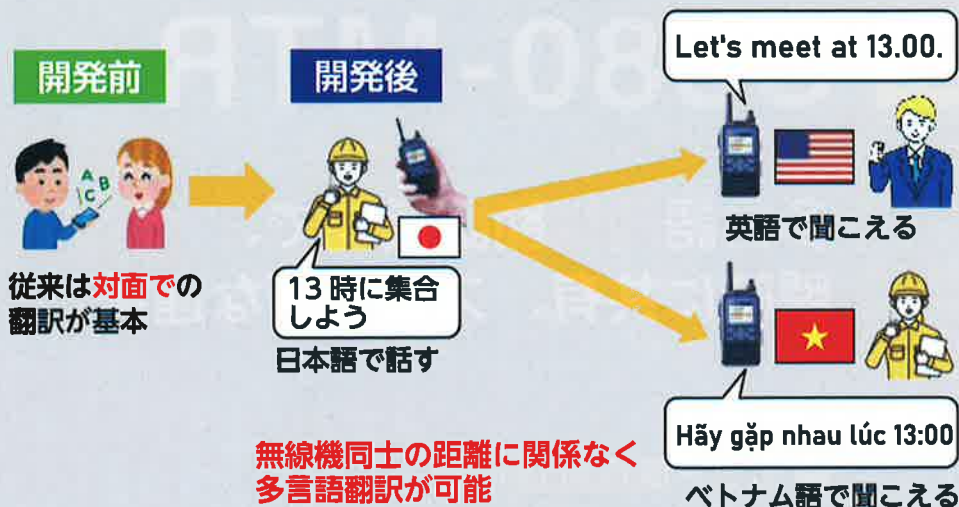 開発前
開発後
Let's meet at 13.00.
A
B
C
英語で聞こえる
従来は対面での
翻訳が基本
13時に集合
しよう
日本語で話す
Hãy gặp nhau lúc 13:00
ベトナム語で聞こえる
無線機同士の距離に関係なく
多言語翻訳が可能